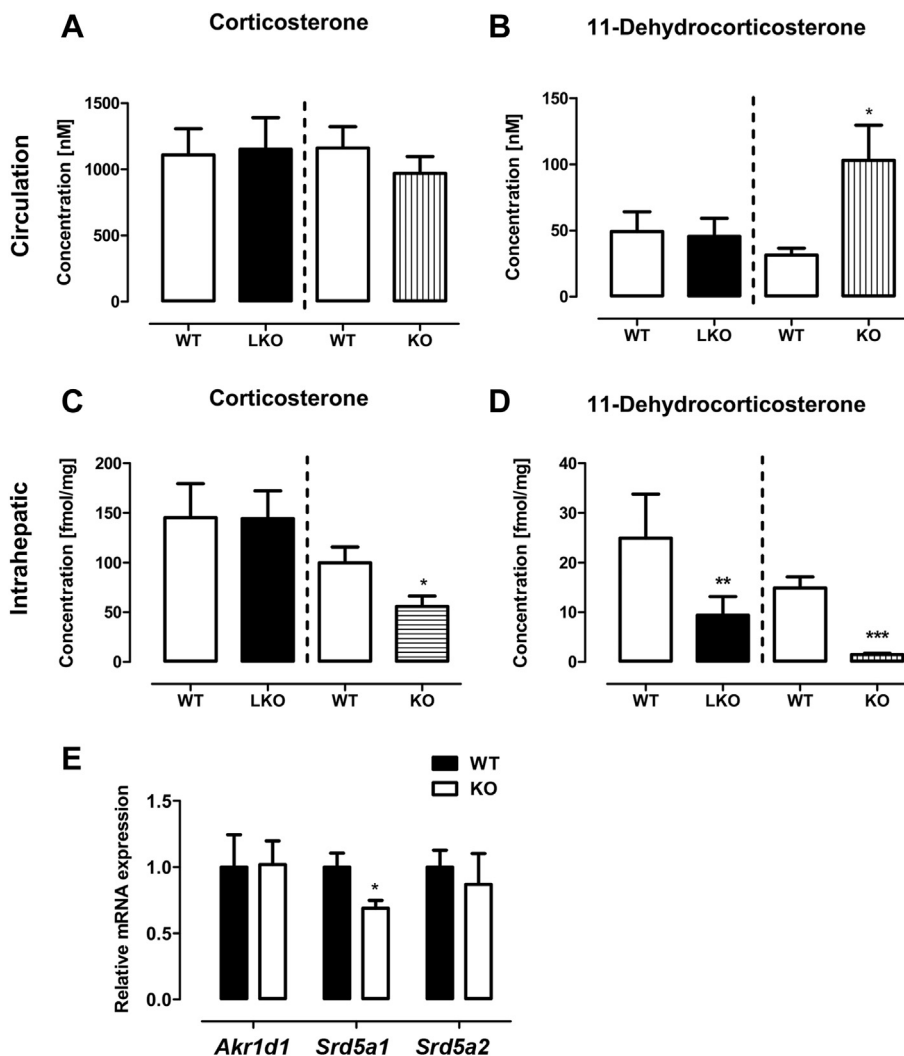 A
Corticosterone
Circulation
Concentration [nM]
1500
1000
500
0
WT LKO WT KO
B
11-Dehydrocorticosterone
Concentration [nM]
150
100
50
0
*
WT LKO WT KO
C
Corticosterone
Intrahepatic
Concentration [fmol/mg]
200
150
100
50
0
*
WT LKO WT KO
D
11-Dehydrocorticosterone
Concentration [fmol/mg]
40
30
20
10
0
**
***
WT LKO WT KO
E
WT
KO
Relative mRNA expression
1.5
1.0
0.5
0.0
*
Akr1d1 Srd5a1 Srd5a2